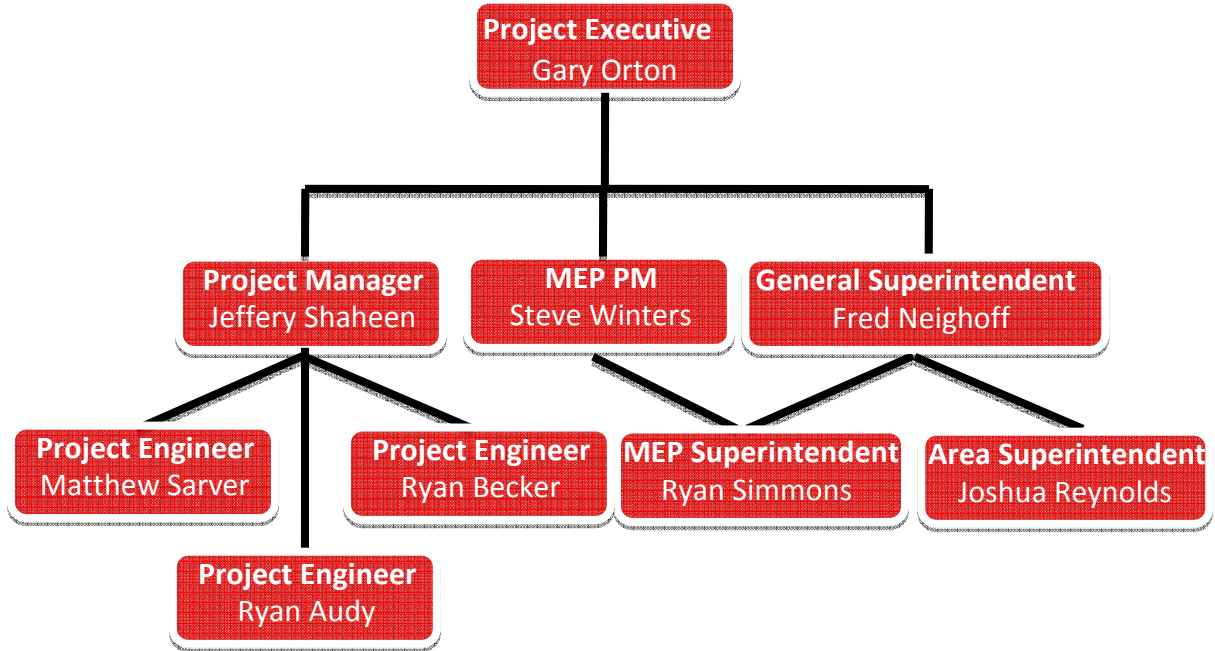 Project Executive
Gary Orton
Project Manager
Jeffery Shaheen
MEP PM
Steve Winters
General Superintendent
Fred Neighoff
Project Engineer
Matthew Sarver
Project Engineer
Ryan Becker
MEP Superintendent
Ryan Simmons
Area Superintendent
Joshua Reynolds
Project Engineer
Ryan Audy